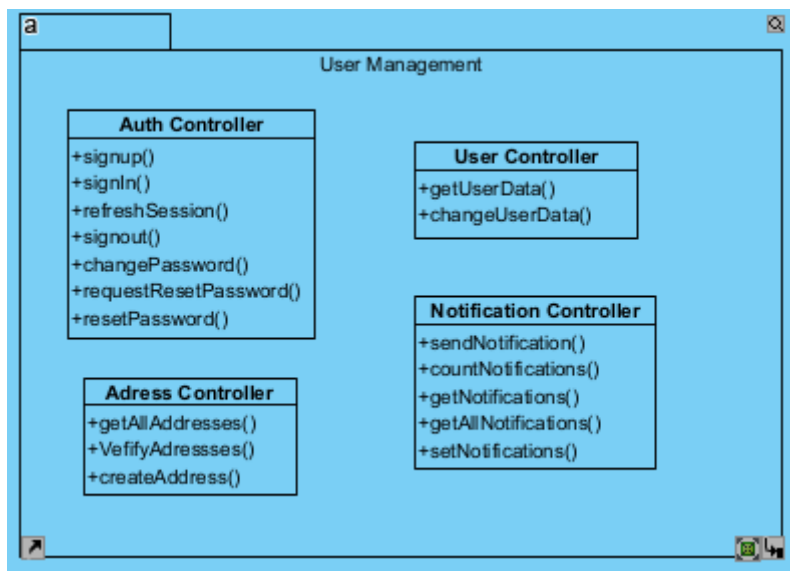 a
User Management
Auth Controller
+signup()
+signIn()
+refreshSession()
+signout()
+changePassword()
+requestResetPassword()
+resetPassword()
User Controller
+getUserData()
+changeUserData()
Adress Controller
+getAllAddresses()
+VefifyAdressses()
+createAddress()
Notification Controller
+sendNotification()
+countNotifications()
+getNotifications()
+getAllNotifications()
+setNotifications()